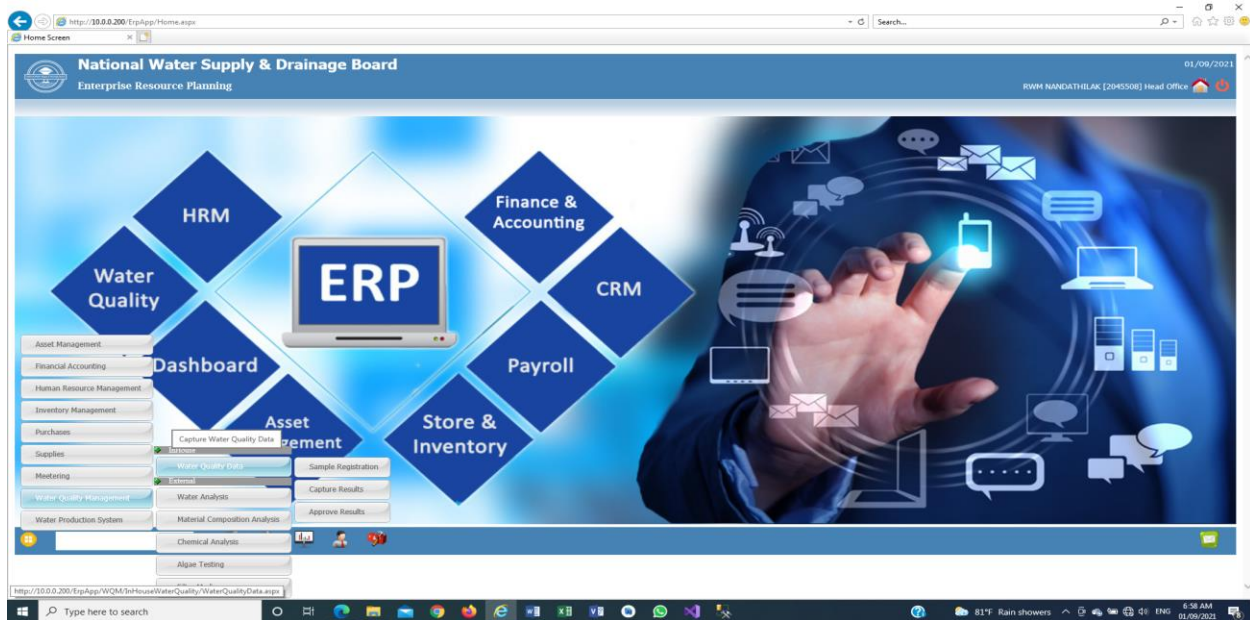 http://10.0.0.200/ErpApp/Home.aspx
Search...
Home Screen
National Water Supply & Drainage Board
01/09/2021
Enterprise Resource Planning
RWM NANDATHILAK [2045508] Head Office
HRM
Finance &
Accounting
Water
Quality
ERP
CRM
Dashboard
Payroll
Asset
gement
Store &
Inventory
Asset Management
Financial Accounting
Human Resource Management
Inventory Management
Purchases
Supplies
Meetering
Water Quality Management
Water Production System
Capture Water Quality Data
InHouse
Water Quality Data
External
Water Analysis
Material Composition Analysis
Chemical Analysis
Algae Testing
Sample Registration
Capture Results
Approve Results
http://10.0.0.200/ErpApp/WQM/InHouseWaterQuality/WaterQualityData.aspx
Type here to search
81°F Rain showers
ENG
6:58 AM
01/09/2021